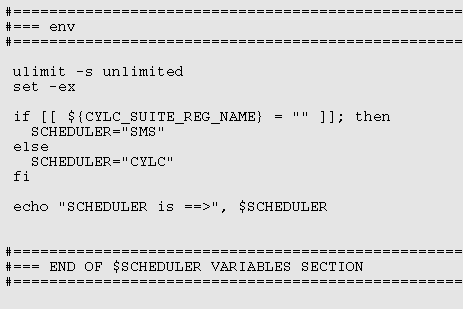 #=====================================================
#=== env
#=====================================================
ulimit -s unlimited
set -ex
if [[ ${CYLC_SUITE_REG_NAME} = "" ]]; then
SCHEDULER="SMS"
else
SCHEDULER="CYLC"
fi
echo "SCHEDULER is ==>", $SCHEDULER
#=====================================================
#=== END OF $SCHEDULER VARIABLES SECTION
#=====================================================